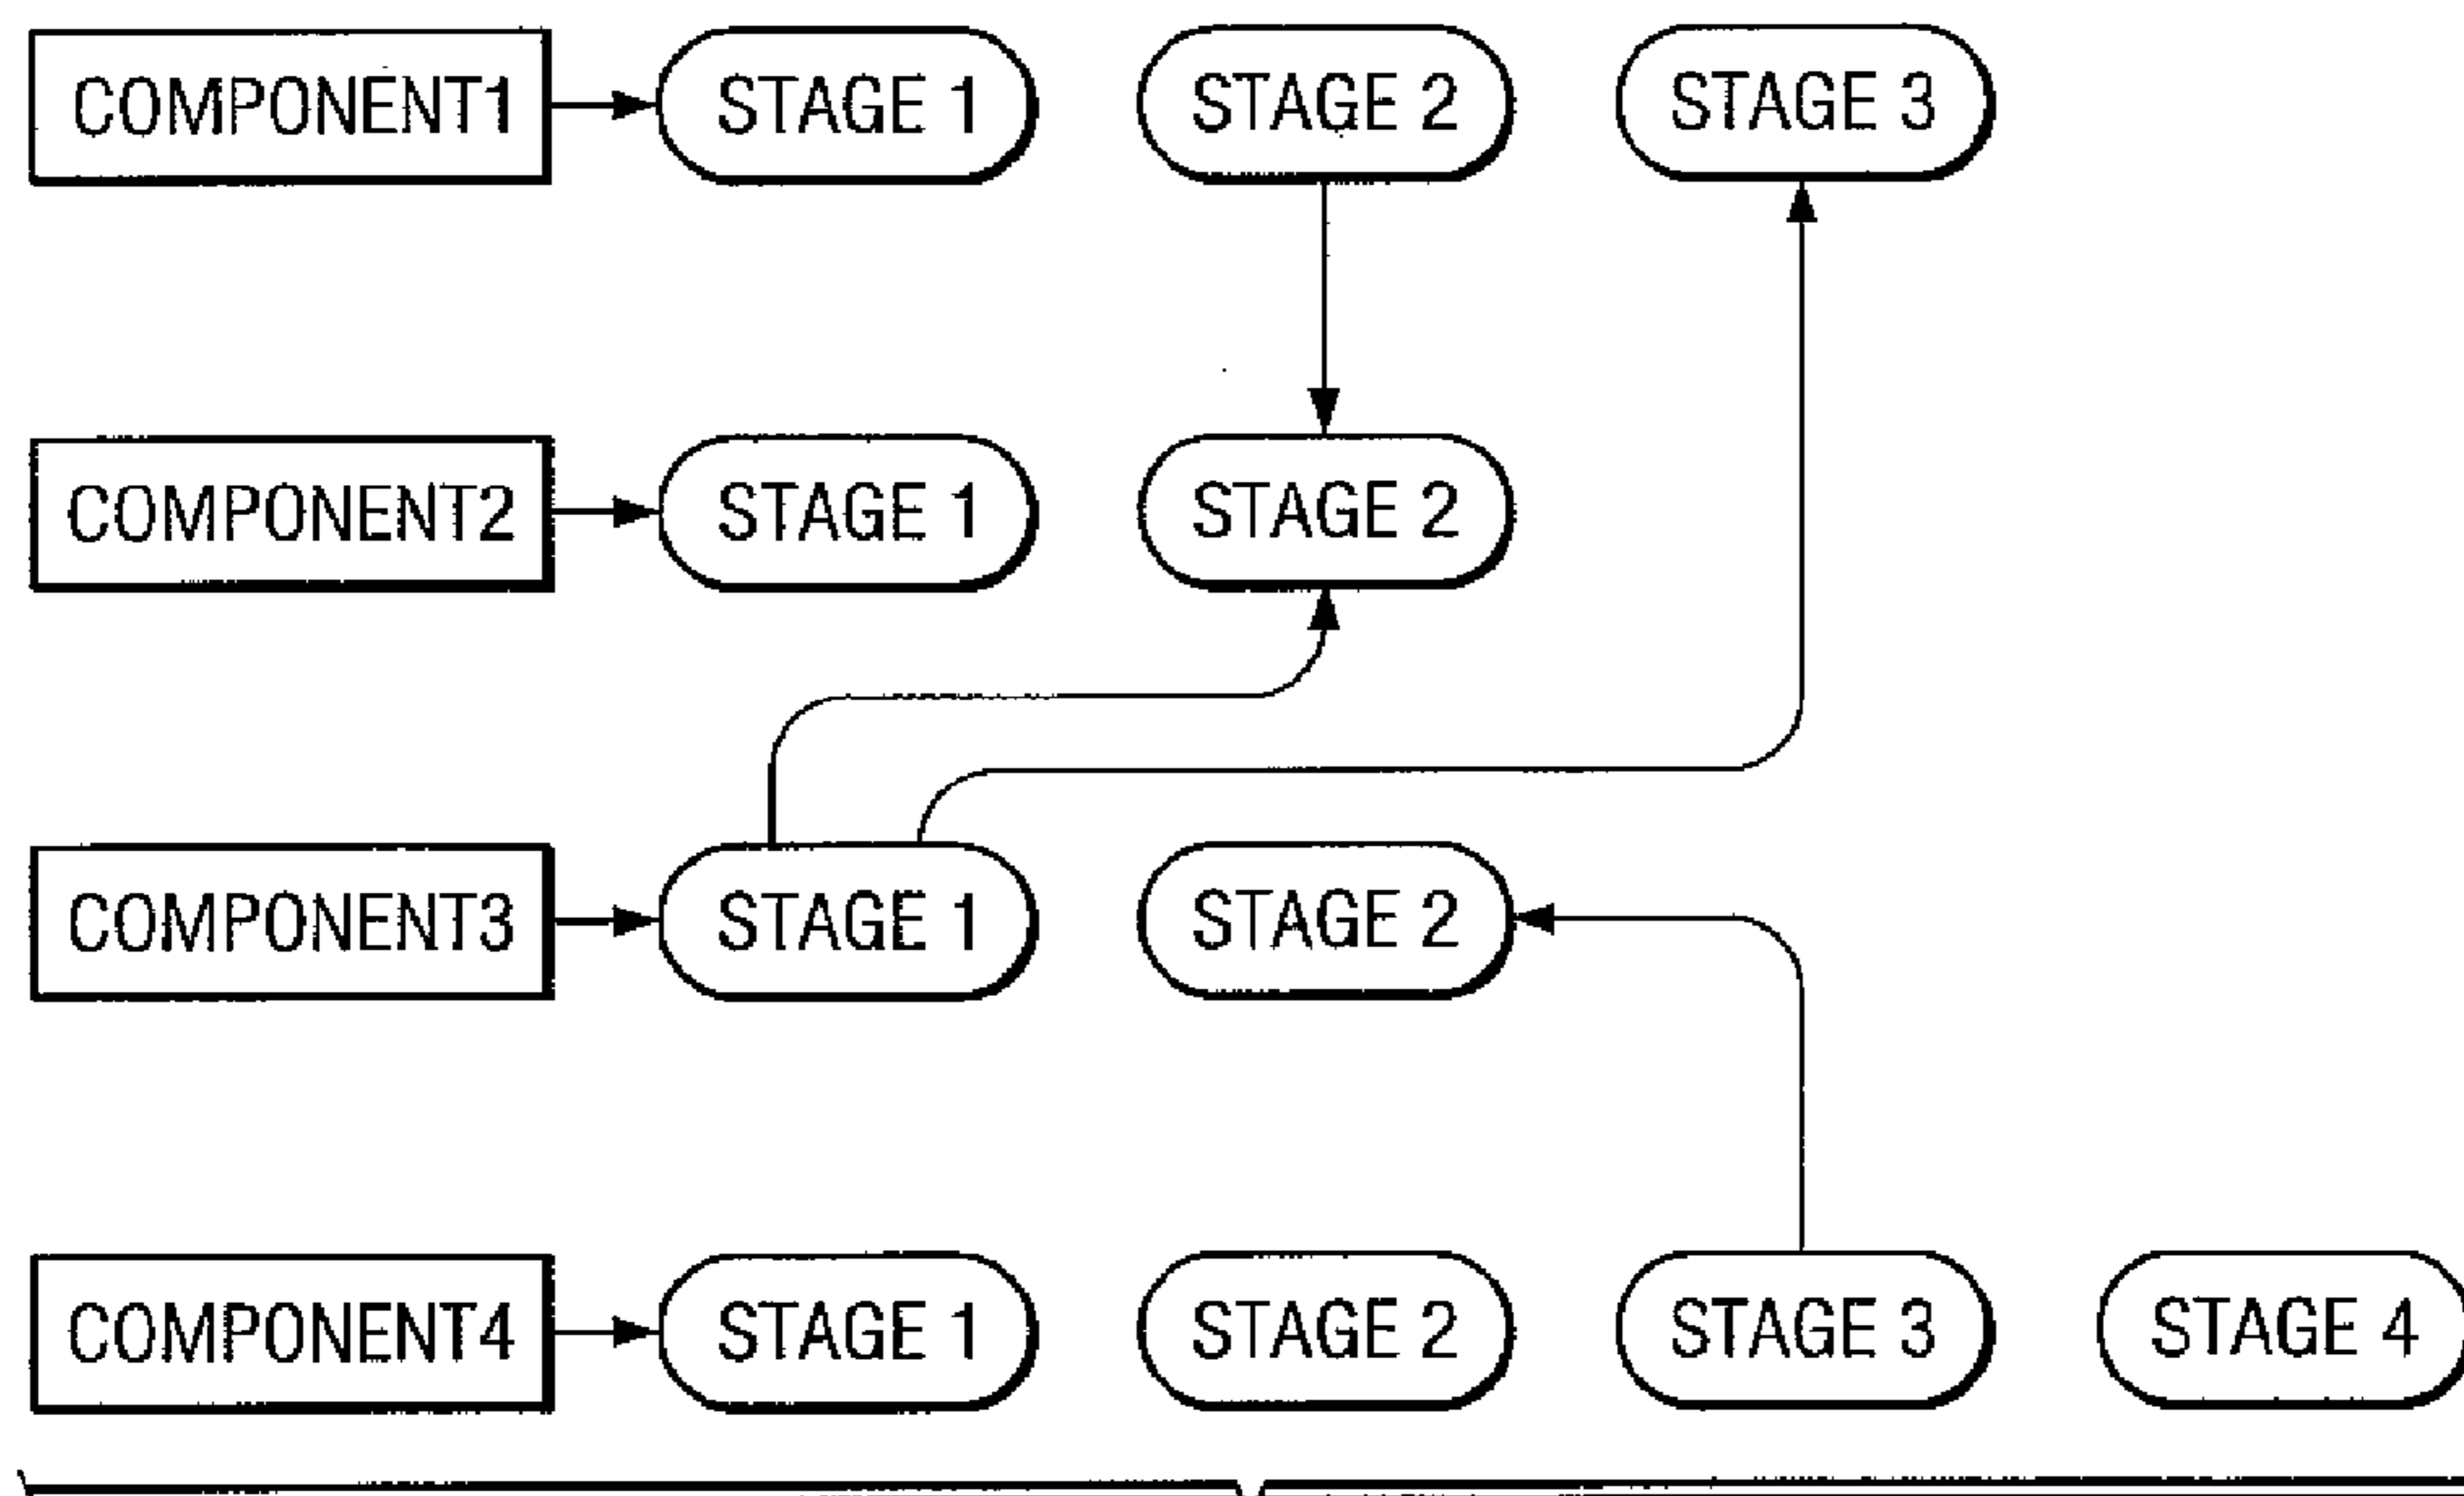 COMPONENT1 STAGE 1 STAGE 2 STAGE 3
COMPONENT2 STAGE 1 STAGE 2
COMPONENT3 STAGE 1 STAGE 2
COMPONENT4 STAGE 1 STAGE 2 STAGE 3 STAGE 4